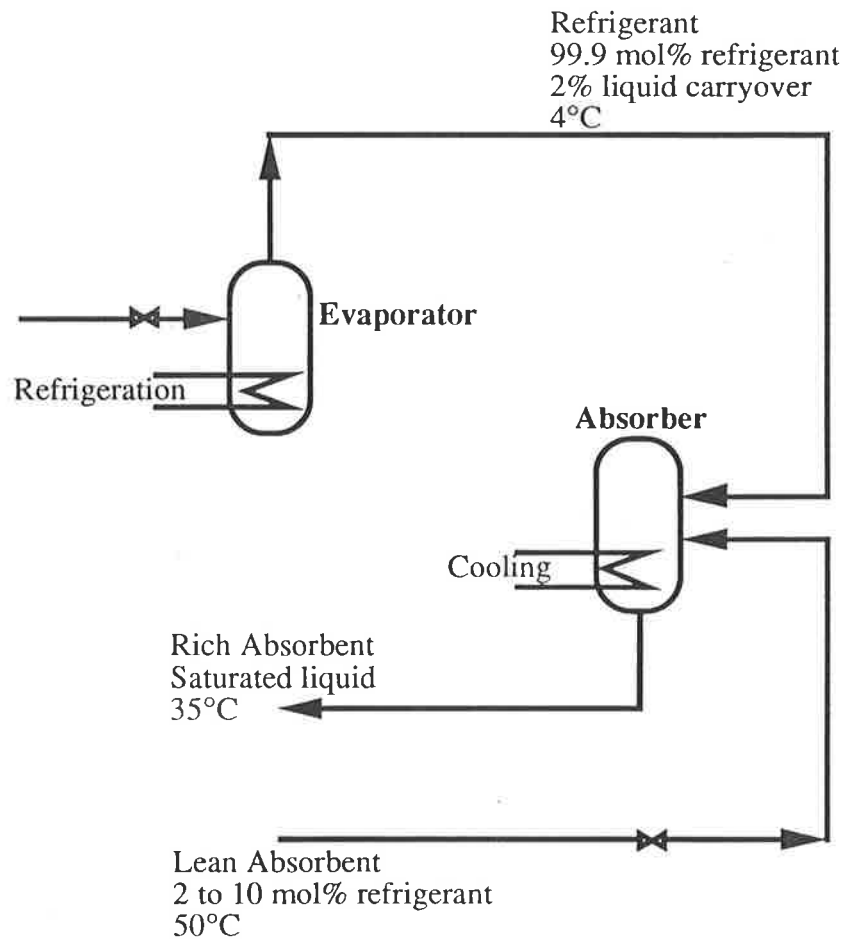 Refrigerant
99.9 mol% refrigerant
2% liquid carryover
4°C
Evaporator
Refrigeration
Absorber
Cooling
Rich Absorbent
Saturated liquid
35°C
Lean Absorbent
2 to 10 mol% refrigerant
50°C